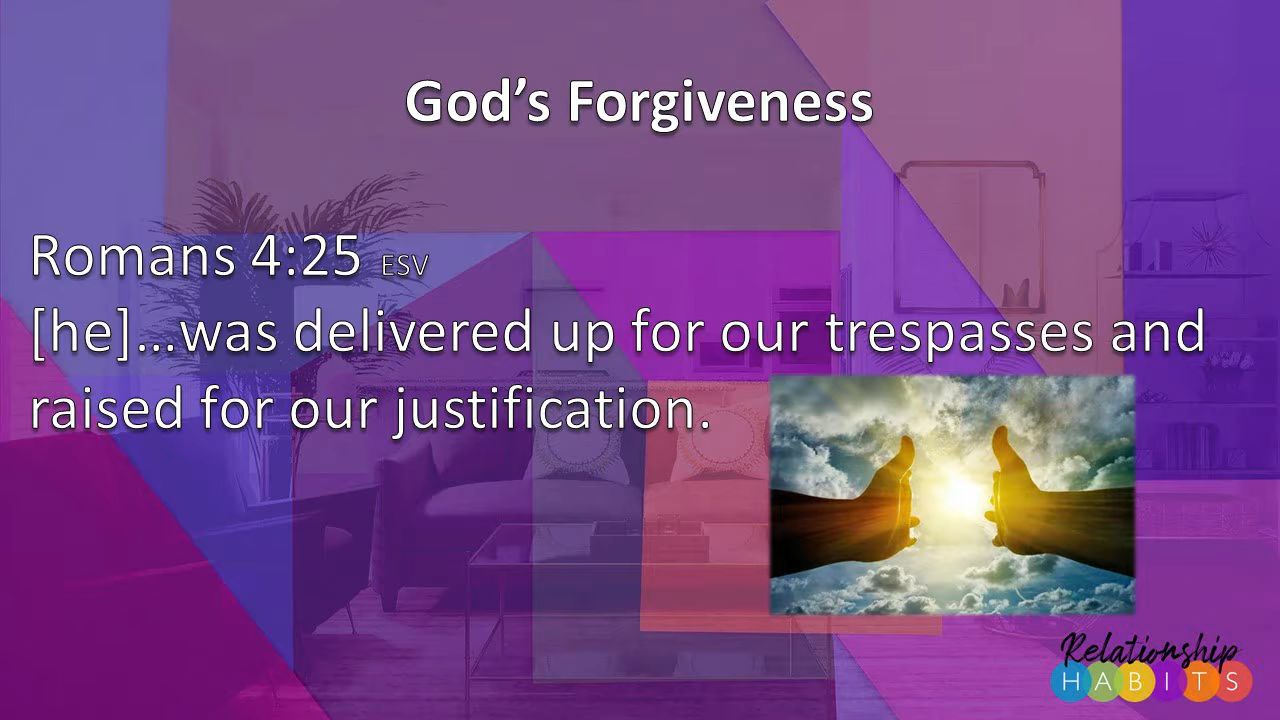 God’s Forgiveness
Romans 4:25 ESV
[he]...was delivered up for our trespasses and
raised for our justification.
Relationship
HABITS